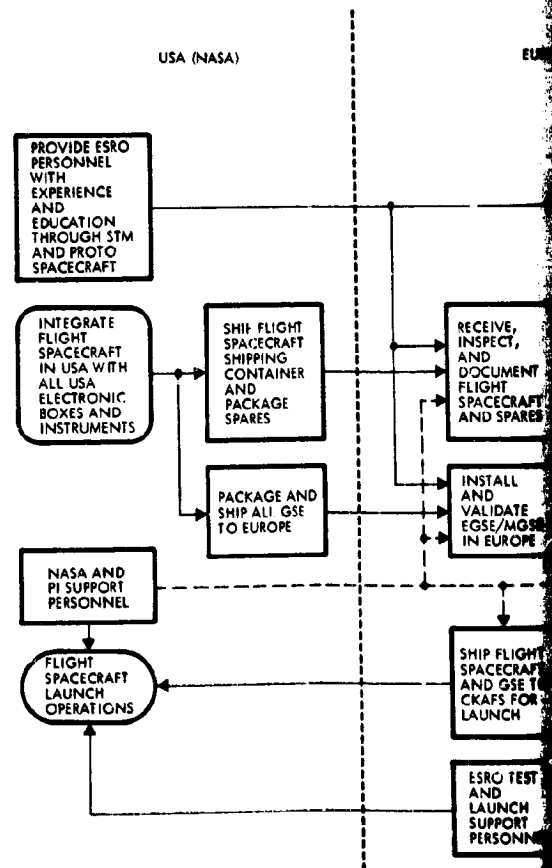 USA (NASA)
PROVIDE ESRO
PERSONNEL
WITH
EXPERIENCE
AND
EDUCATION
THROUGH STM
AND PROTO
SPACECRAFT
INTEGRATE
FLIGHT
SPACECRAFT
IN USA WITH
ALL USA
ELECTRONIC
BOXES AND
INSTRUMENTS
SHIP FLIGHT
SPACECRAFT
SHIPPING
CONTAINER
AND
PACKAGE
SPARES
RECEIVE,
INSPECT,
AND
DOCUMENT
FLIGHT
SPACECRAFT
AND SPARES
PACKAGE AND
SHIP ALL GSE
TO EUROPE
INSTALL
AND
VALIDATE
EGSE/MGSE
IN EUROPE
NASA AND
PI SUPPORT
PERSONNEL
FLIGHT
SPACECRAFT
LAUNCH
OPERATIONS
SHIP FLIGHT
SPACECRAFT
AND GSE TO
CKAFS FOR
LAUNCH
ESRO TEST
AND
LAUNCH
SUPPORT